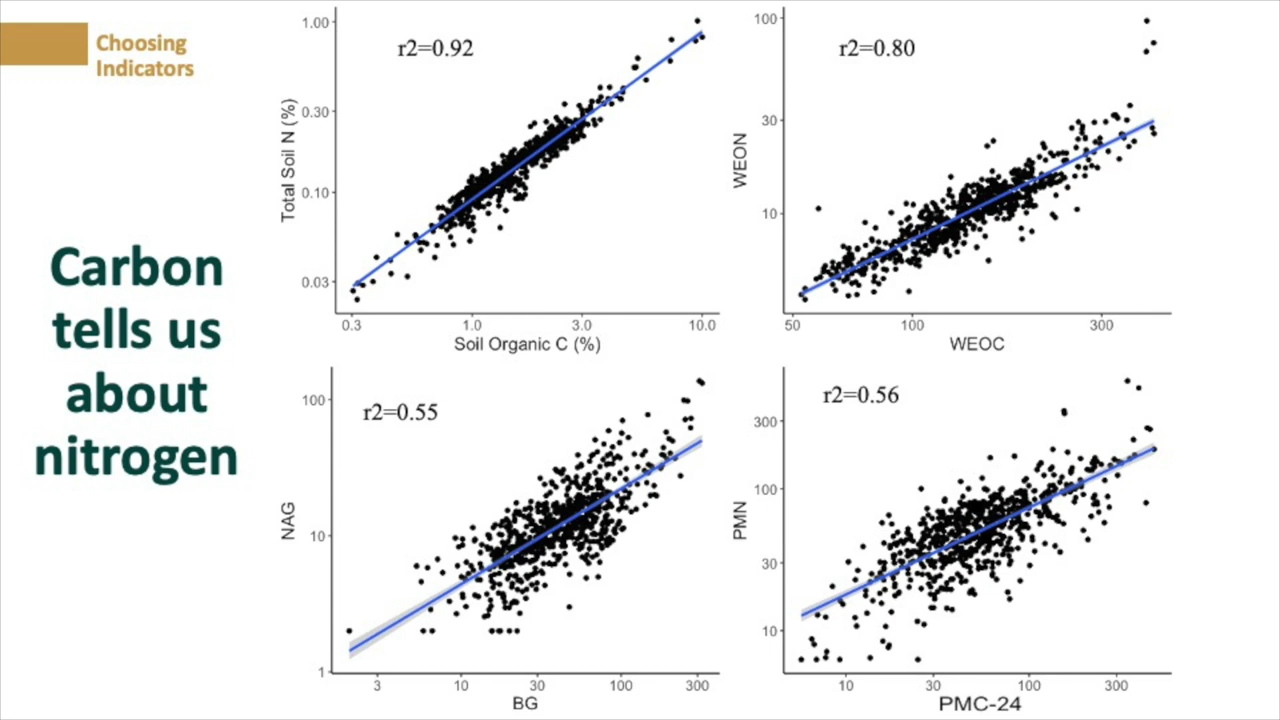 Choosing
Indicators
Carbon
tells us
about
nitrogen
r2=0.92
Total Soil N (%)
1.00
0.30
0.10
0.03
0.3 1.0 3.0 10.0
Soil Organic C (%)
r2=0.80
WEON
100
30
10
50 100 300
WEOC
r2=0.55
NAG
100
10
1
3 10 30 100 300
BG
r2=0.56
PMN
300
100
30
10
10 30 100 300
PMC-24